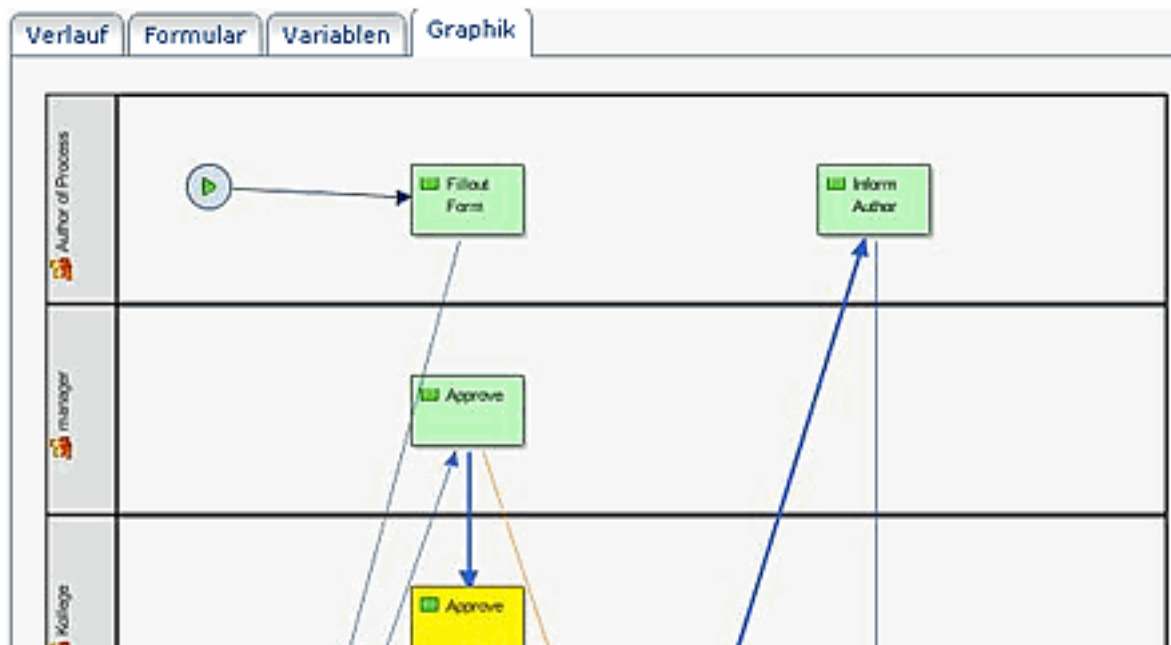 Verlauf
Formular
Variablen
Graphik
Author of Process
Fillout
Form
Inform
Author
manager
Approve
Kollege
Approve